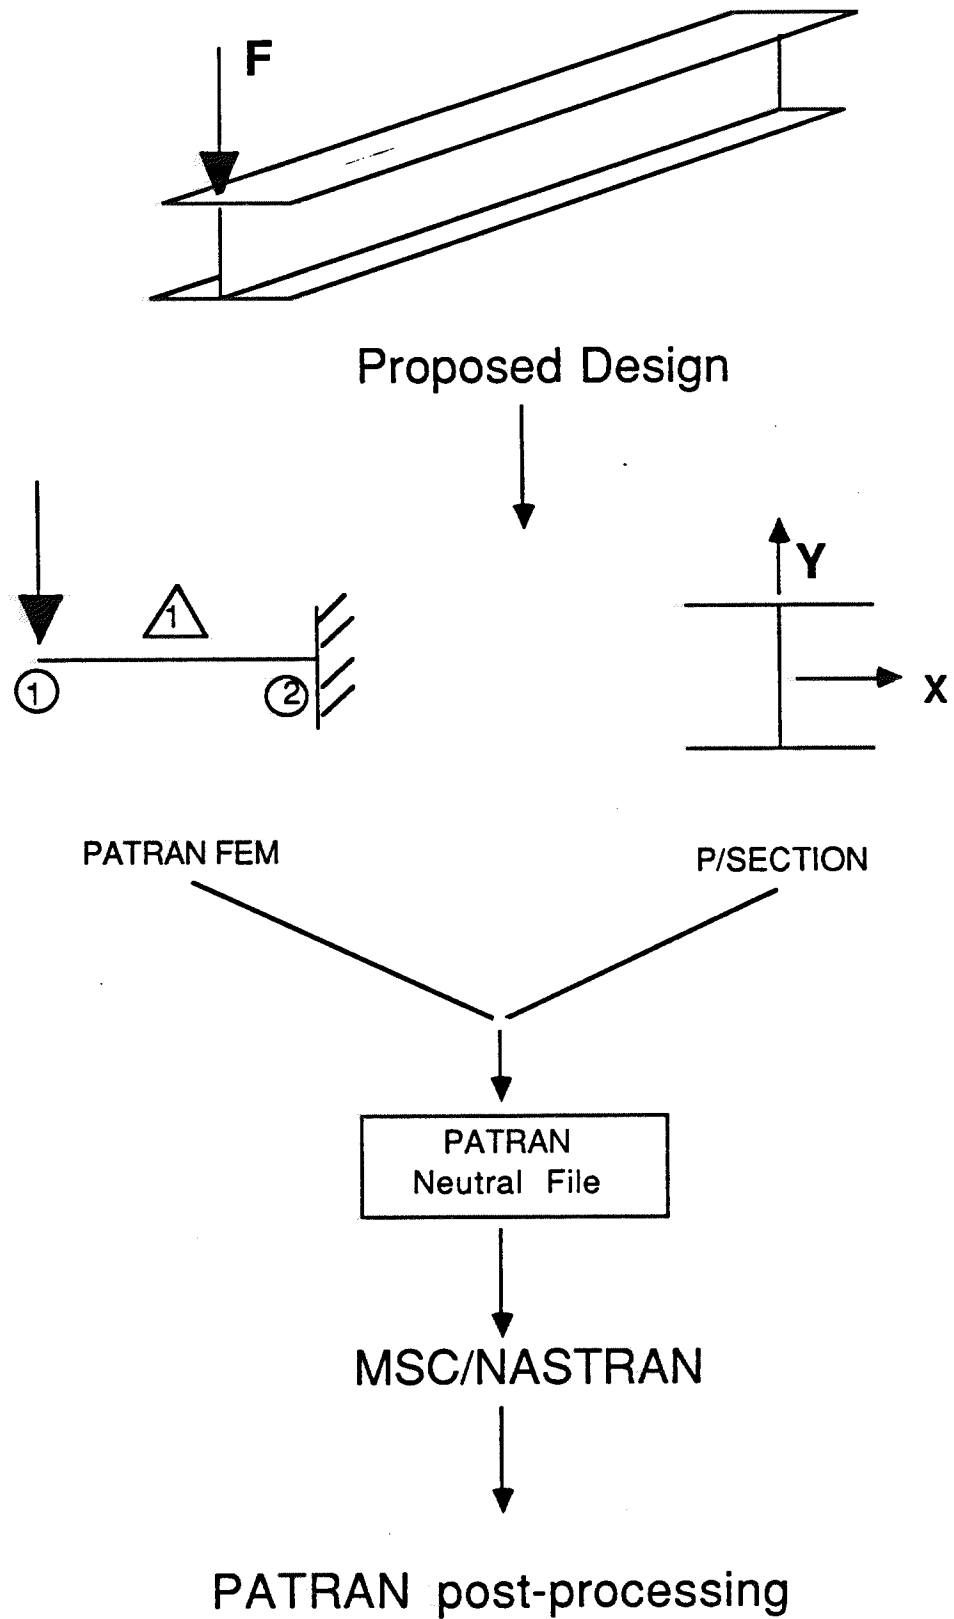 F
Proposed Design
Y
1
1
2
X
PATRAN FEM
P/SECTION
PATRAN
Neutral File
MSC/NASTRAN
PATRAN post-processing